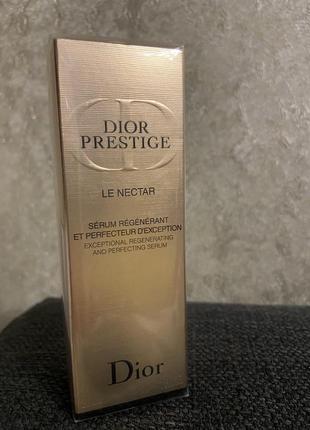 DIOR
PRESTIGE
LE NECTAR
SÉRUM RÉGÉNÉRANT
ET PERFECTEUR D'EXCEPTION
EXCEPTIONAL REGENERATING
AND PERFECTING SERUM
Dior